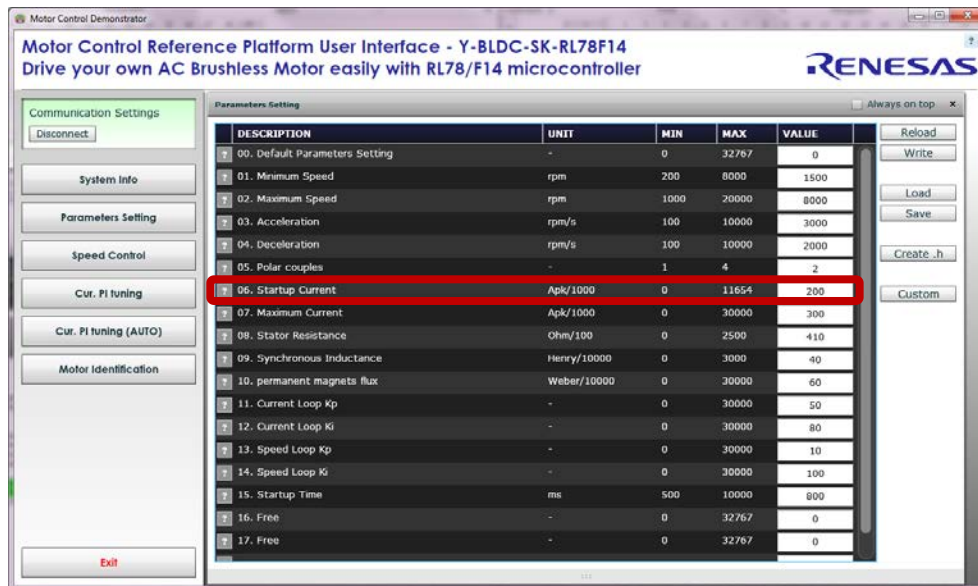 Motor Control Demonstrator
Motor Control Reference Platform User Interface - Y-BLDC-SK-RL78F14
Drive your own AC Brushless Motor easily with RL78/F14 microcontroller
RENESAS
?
Communication Settings
Disconnect
System Info
Parameters Setting
Speed Control
Cur. PI tuning
Cur. PI tuning (AUTO)
Motor Identification
Exit
Parameters Setting
Always on top x
DESCRIPTION UNIT MIN MAX VALUE
? 00. Default Parameters Setting - 0 32767 0
? 01. Minimum Speed rpm 200 8000 1500
? 02. Maximum Speed rpm 1000 20000 8000
? 03. Acceleration rpm/s 100 10000 3000
? 04. Deceleration rpm/s 100 10000 2000
? 05. Polar couples - 1 4 2
? 06. Startup Current Apk/1000 0 11654 200
? 07. Maximum Current Apk/1000 0 30000 300
? 08. Stator Resistance Ohm/100 0 2500 410
? 09. Synchronous Inductance Henry/10000 0 3000 40
? 10. permanent magnets flux Weber/10000 0 30000 60
? 11. Current Loop Kp - 0 30000 50
? 12. Current Loop Ki - 0 30000 80
? 13. Speed Loop Kp - 0 30000 10
? 14. Speed Loop Ki - 0 30000 100
? 15. Startup Time ms 500 10000 800
? 16. Free - 0 32767 0
? 17. Free - 0 32767 0
Reload
Write
Load
Save
Create .h
Custom